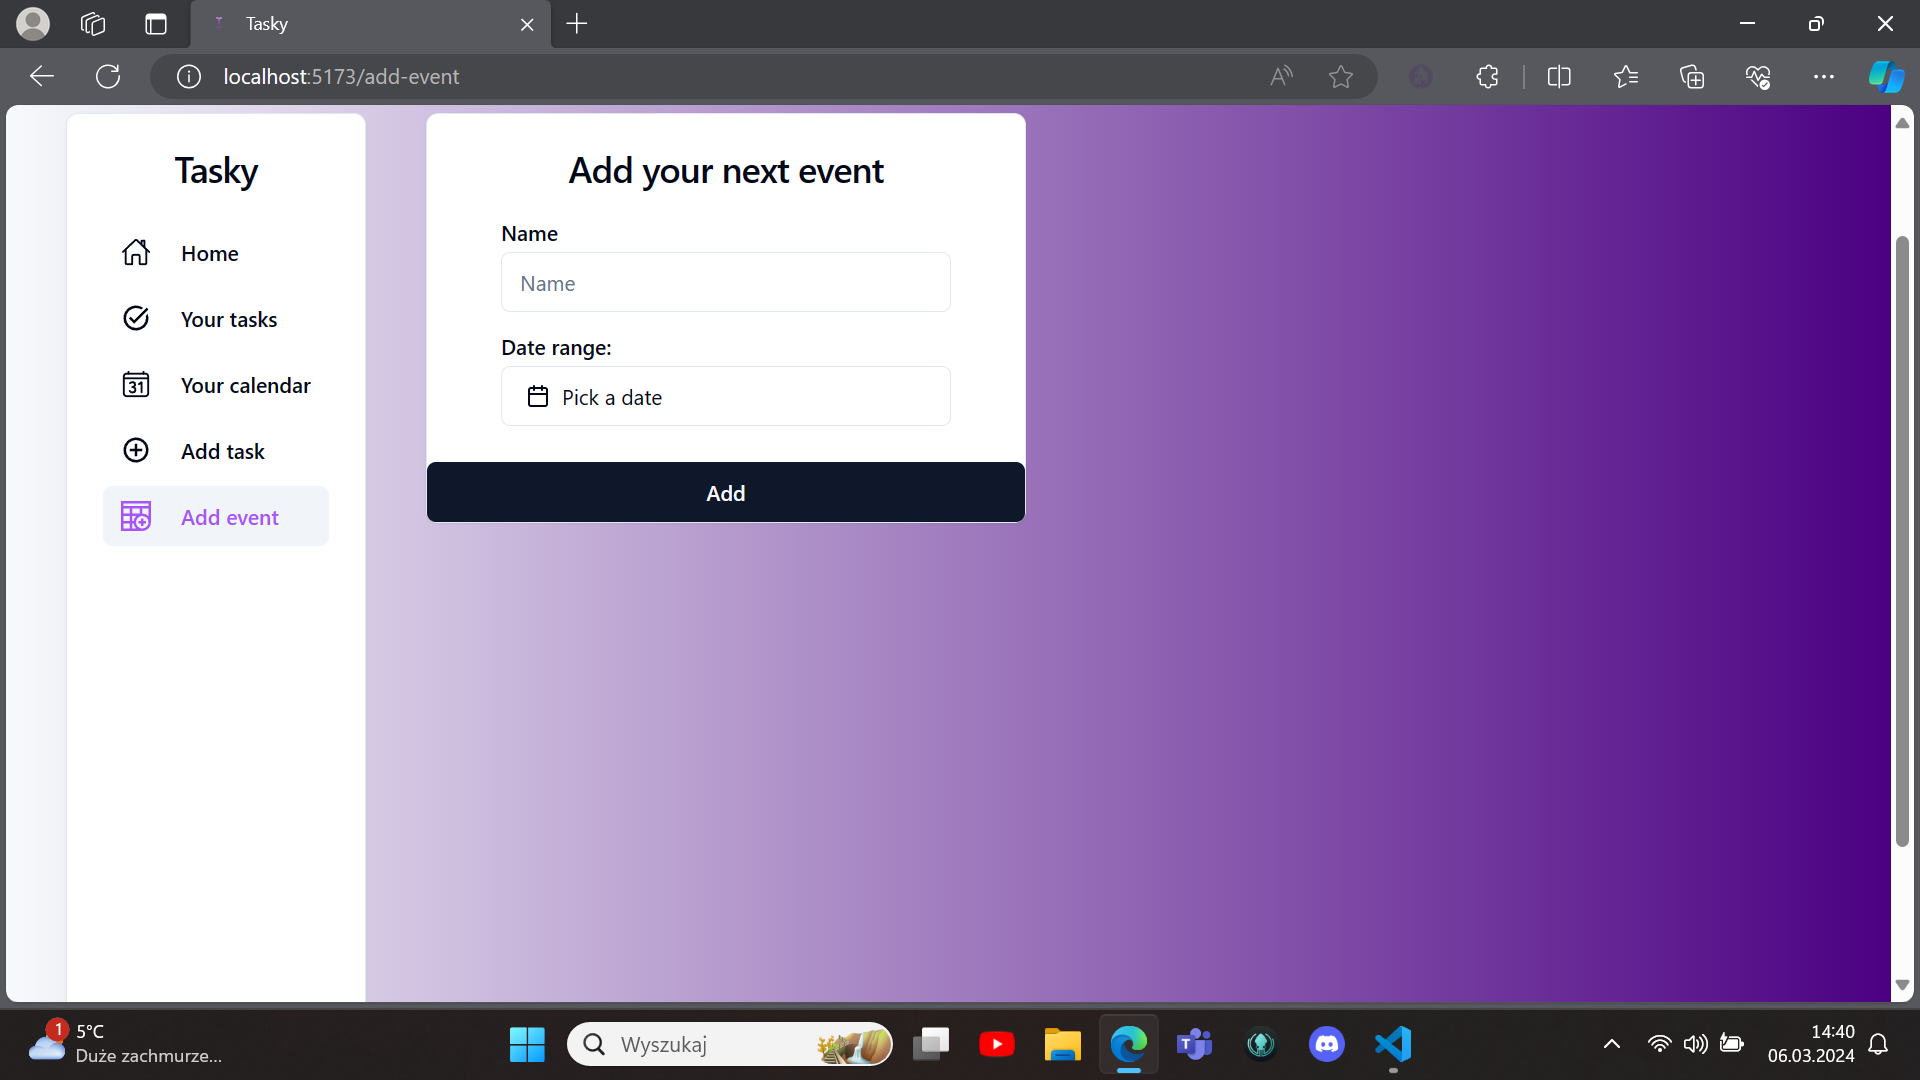 Tasky
localhost:5173/add-event
Tasky
Home
Your tasks
31
Your calendar
Add task
Add event
Add your next event
Name
Name
Date range:
Pick a date
Add
1
5°C
Duże zachmurze...
Wyszukaj
14:40
06.03.2024